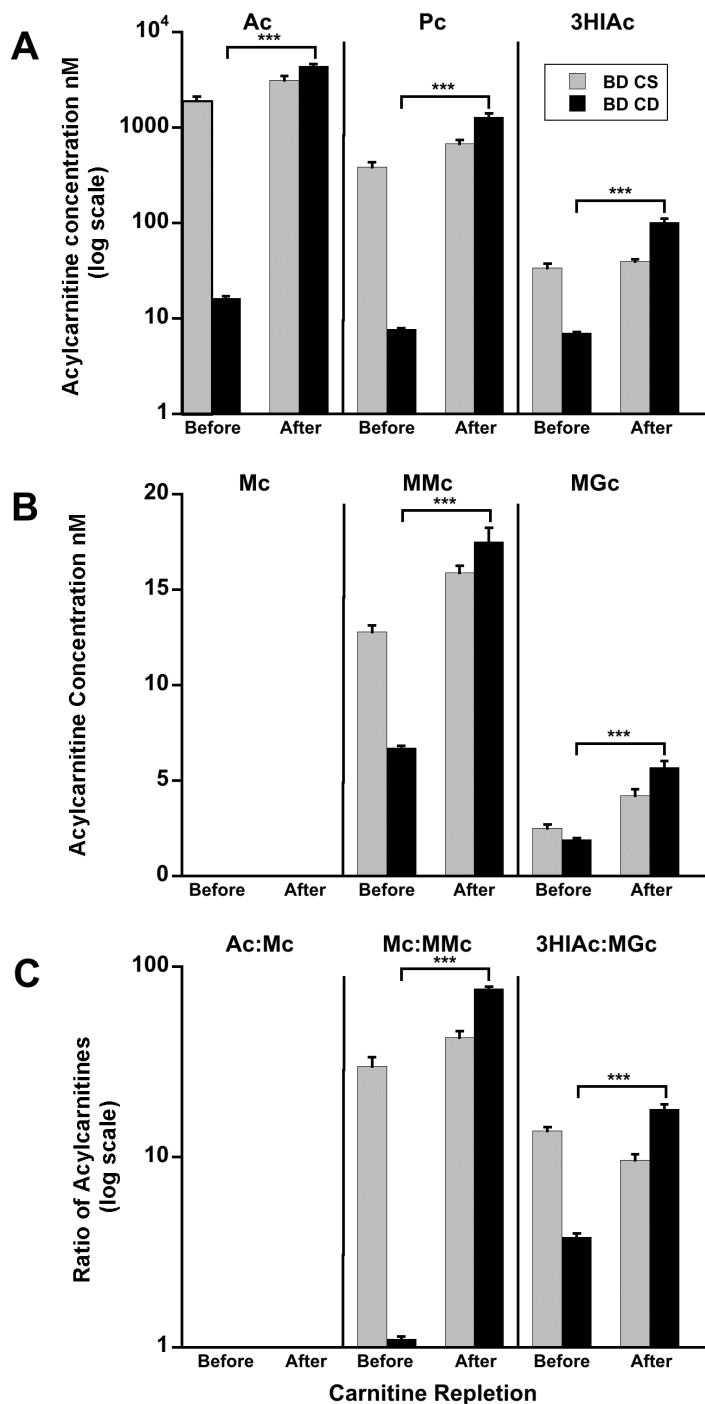 A
Ac
Pc
3HIAc
Acylcarnitine concentration nM
(log scale)
10⁴
1000
100
10
1
***
***
***
BD CS
BD CD
Before
After
Before
After
Before
After
B
Mc
MMc
MGc
Acylcarnitine Concentration nM
20
15
10
5
0
***
***
Before
After
Before
After
Before
After
C
Ac:Mc
Mc:MMc
3HIAc:MGc
Ratio of Acylcarnitines
(log scale)
100
10
1
***
***
Before
After
Before
After
Before
After
Carnitine Repletion